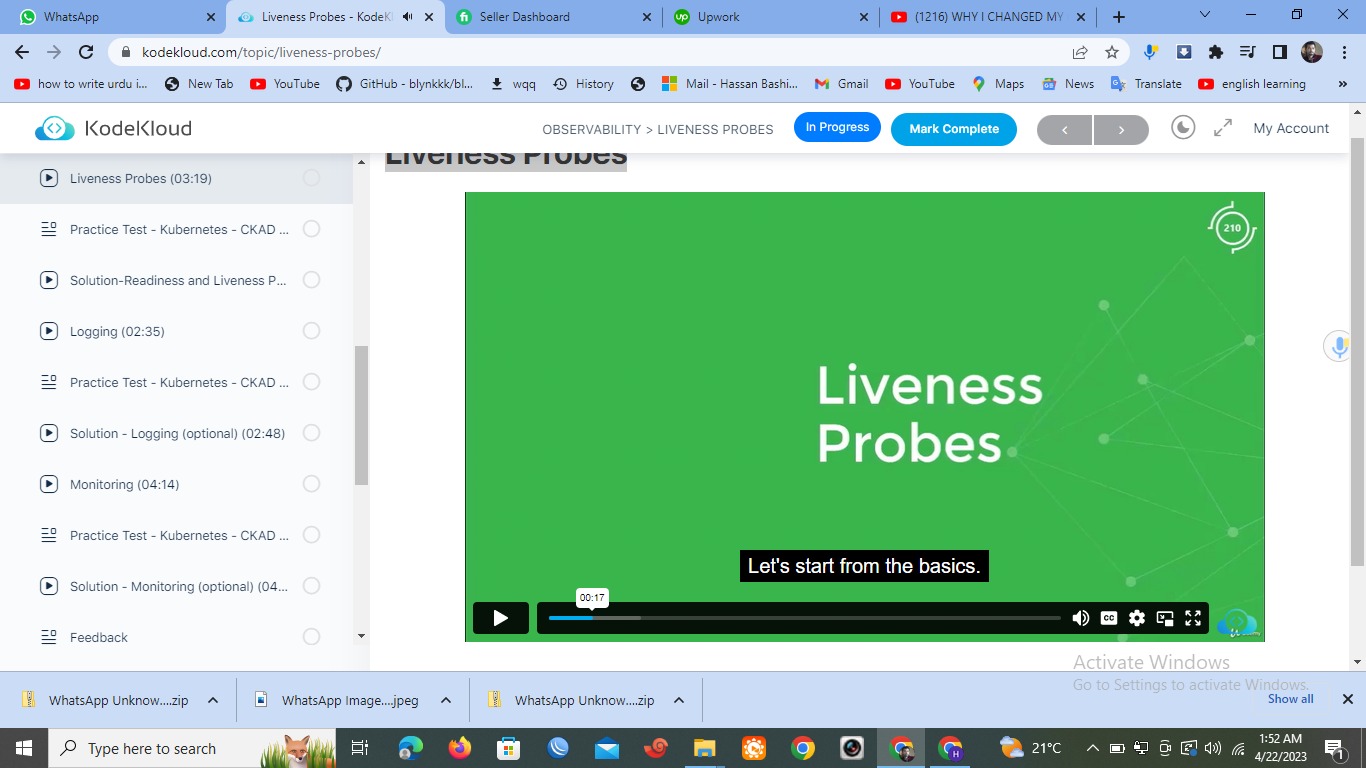 WhatsApp
Liveness Probes - KodeKl
Seller Dashboard
Upwork
(1216) WHY I CHANGED MY
kodekloud.com/topic/liveness-probes/
how to write urdu i...
New Tab
YouTube
GitHub - blynkkk/bl...
wqq
History
Mail - Hassan Bashi...
Gmail
YouTube
Maps
News
Translate
english learning
KodeKloud
OBSERVABILITY > LIVENESS PROBES
In Progress
Mark Complete
My Account
Liveness Probes
Liveness Probes (03:19)
Practice Test - Kubernetes - CKAD ...
Solution-Readiness and Liveness P...
Logging (02:35)
Practice Test - Kubernetes - CKAD ...
Solution - Logging (optional) (02:48)
Monitoring (04:14)
Practice Test - Kubernetes - CKAD ...
Solution - Monitoring (optional) (04...
Feedback
210
Liveness
Probes
Let's start from the basics.
00:17
CC
Activate Windows
Go to Settings to activate Windows.
WhatsApp Unknow....zip
WhatsApp Image....jpeg
WhatsApp Unknow....zip
Show all
Type here to search
21°C
1:52 AM
4/22/2023
1